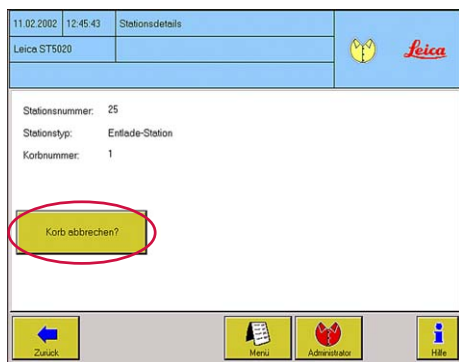 11.02.2002 12:45:43 Stationsdetails
Leica ST5020
Leica
Stationsnummer: 25
Stationstyp: Entlade-Station
Korbnummer: 1
Korb abbrechen?
Zurück Menü Administrator Hilfe